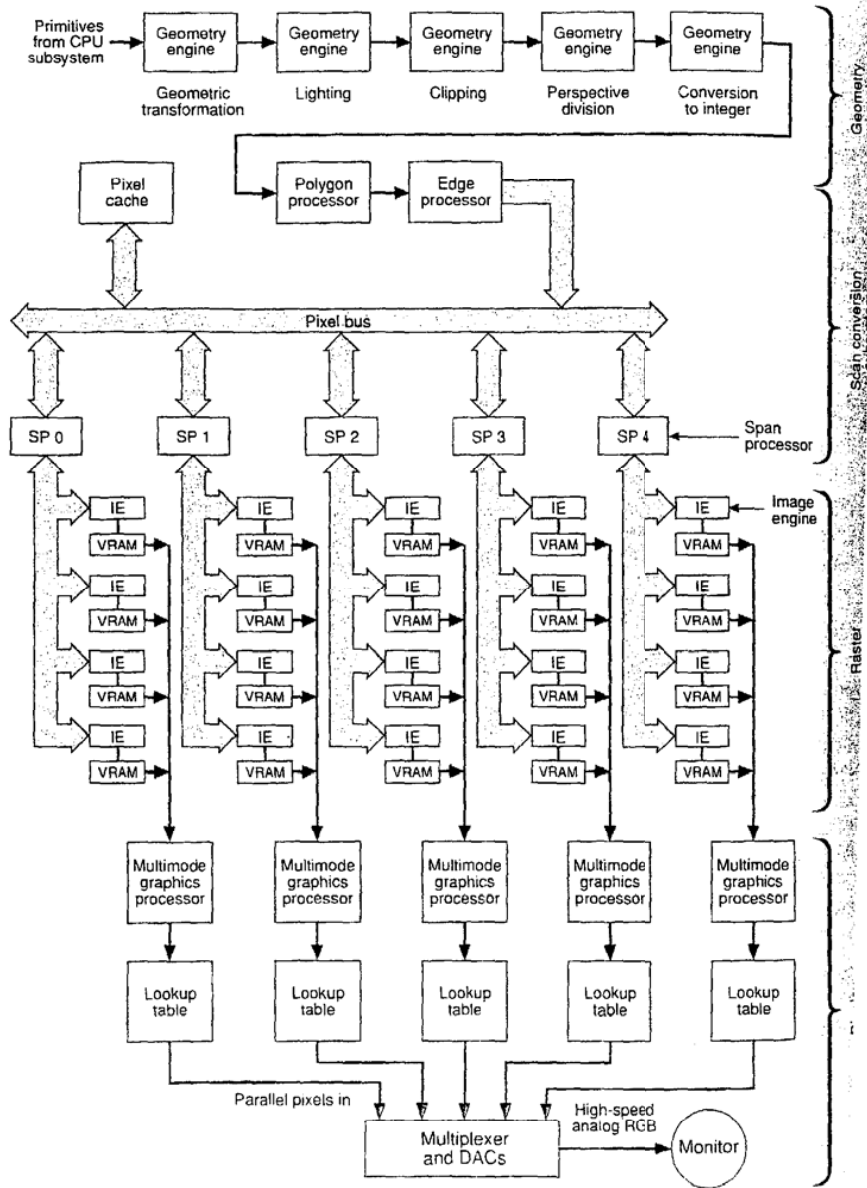 Primitives
from CPU
subsystem
Geometry
engine
Geometry
engine
Geometry
engine
Geometry
engine
Geometry
engine
Geometric
transformation
Lighting
Clipping
Perspective
division
Conversion
to integer
Geometry
Pixel
cache
Polygon
processor
Edge
processor
Pixel bus
Scan conversion
SP 0
SP 1
SP 2
SP 3
SP 4
Span
processor
IE
IE
IE
IE
IE
Image
engine
VRAM
VRAM
VRAM
VRAM
VRAM
IE
IE
IE
IE
IE
VRAM
VRAM
VRAM
VRAM
VRAM
Raster
IE
IE
IE
IE
IE
VRAM
VRAM
VRAM
VRAM
VRAM
IE
IE
IE
IE
IE
VRAM
VRAM
VRAM
VRAM
VRAM
Multimode
graphics
processor
Multimode
graphics
processor
Multimode
graphics
processor
Multimode
graphics
processor
Multimode
graphics
processor
Lookup
table
Lookup
table
Lookup
table
Lookup
table
Lookup
table
Parallel pixels in
High-speed
analog RGB
Multiplexer
and DACs
Monitor